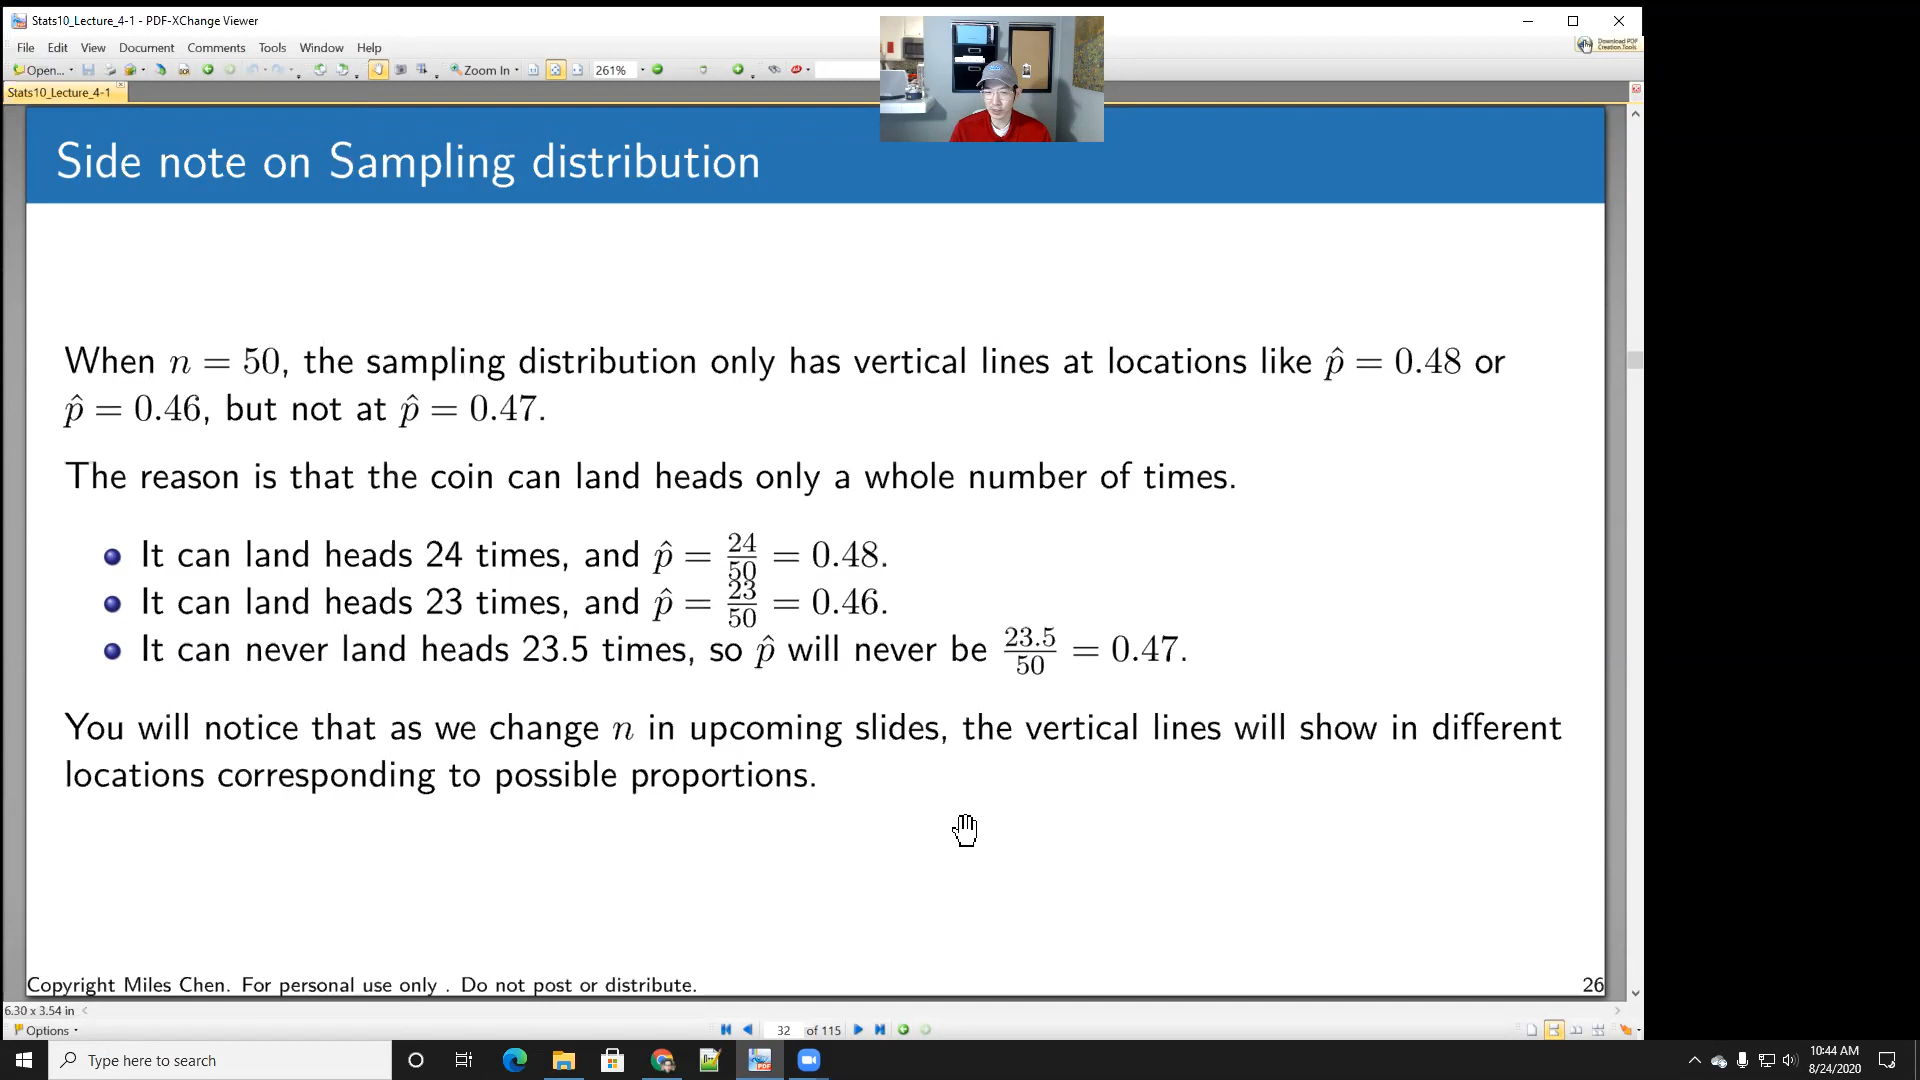 Stats10_Lecture_4-1 - PDF-XChange Viewer
File Edit View Document Comments Tools Window Help
Download PDF
Creation Tools
Open... Zoom In 261%
Stats10_Lecture_4-1
Side note on Sampling distribution
When n = 50, the sampling distribution only has vertical lines at locations like p̂ = 0.48 or
p̂ = 0.46, but not at p̂ = 0.47.
The reason is that the coin can land heads only a whole number of times.
It can land heads 24 times, and p̂ = 24/50 = 0.48.
It can land heads 23 times, and p̂ = 23/50 = 0.46.
It can never land heads 23.5 times, so p̂ will never be 23.5/50 = 0.47.
You will notice that as we change n in upcoming slides, the vertical lines will show in different
locations corresponding to possible proportions.
Copyright Miles Chen. For personal use only . Do not post or distribute. 26
6.30 x 3.54 in
Options 32 of 115
Type here to search
10:44 AM
8/24/2020